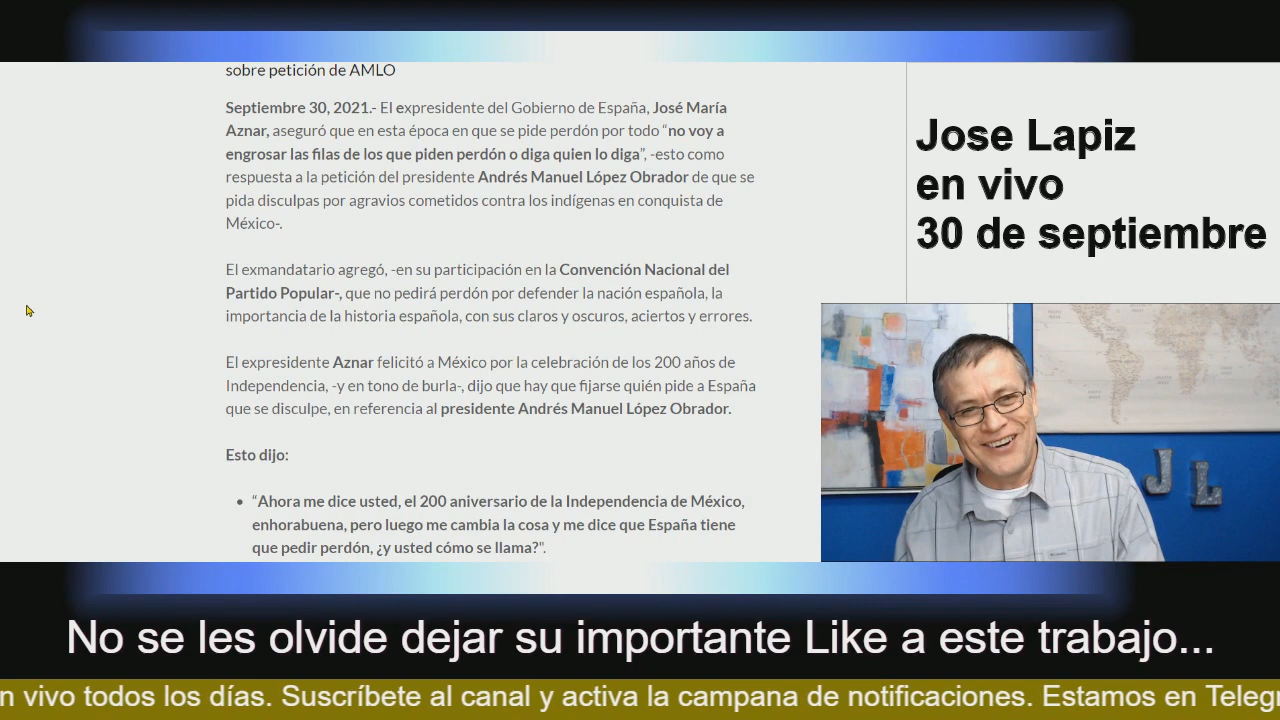 sobre petición de AMLO
Septiembre 30, 2021.- El expresidente del Gobierno de España, José María
Aznar, aseguró que en esta época en que se pide perdón por todo “no voy a
engrosar las filas de los que piden perdón o diga quien lo diga”, -esto como
respuesta a la petición del presidente Andrés Manuel López Obrador de que se
pida disculpas por agravios cometidos contra los indígenas en conquista de
México-.
El exmandatario agregó, -en su participación en la Convención Nacional del
Partido Popular-, que no pedirá perdón por defender la nación española, la
importancia de la historia española, con sus claros y oscuros, aciertos y errores.
El expresidente Aznar felicitó a México por la celebración de los 200 años de
Independencia, -y en tono de burla-, dijo que hay que fijarse quién pide a España
que se disculpe, en referencia al presidente Andrés Manuel López Obrador.
Esto dijo:
• “Ahora me dice usted, el 200 aniversario de la Independencia de México,
enhorabuena, pero luego me cambia la cosa y me dice que España tiene
que pedir perdón, ¿y usted cómo se llama?”.
Jose Lapiz
en vivo
30 de septiembre
J L
No se les olvide dejar su importante Like a este trabajo...
n vivo todos los días. Suscríbete al canal y activa la campana de notificaciones. Estamos en Telegr